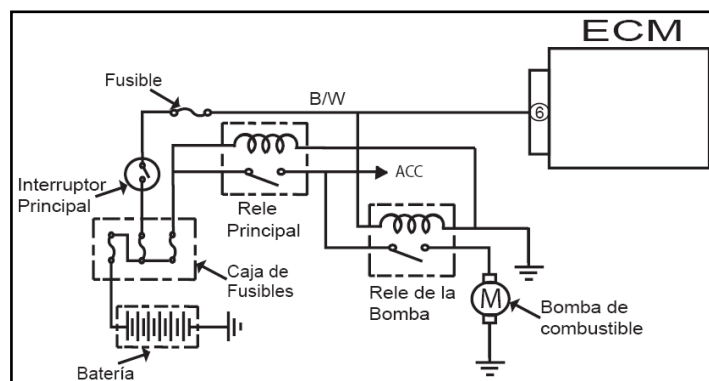 ECM
Fusible
B/W
6
Interruptor
Principal
ACC
Rele
Principal
Caja de
Fusibles
Rele de la
Bomba
M
Bomba de
combustible
Batería